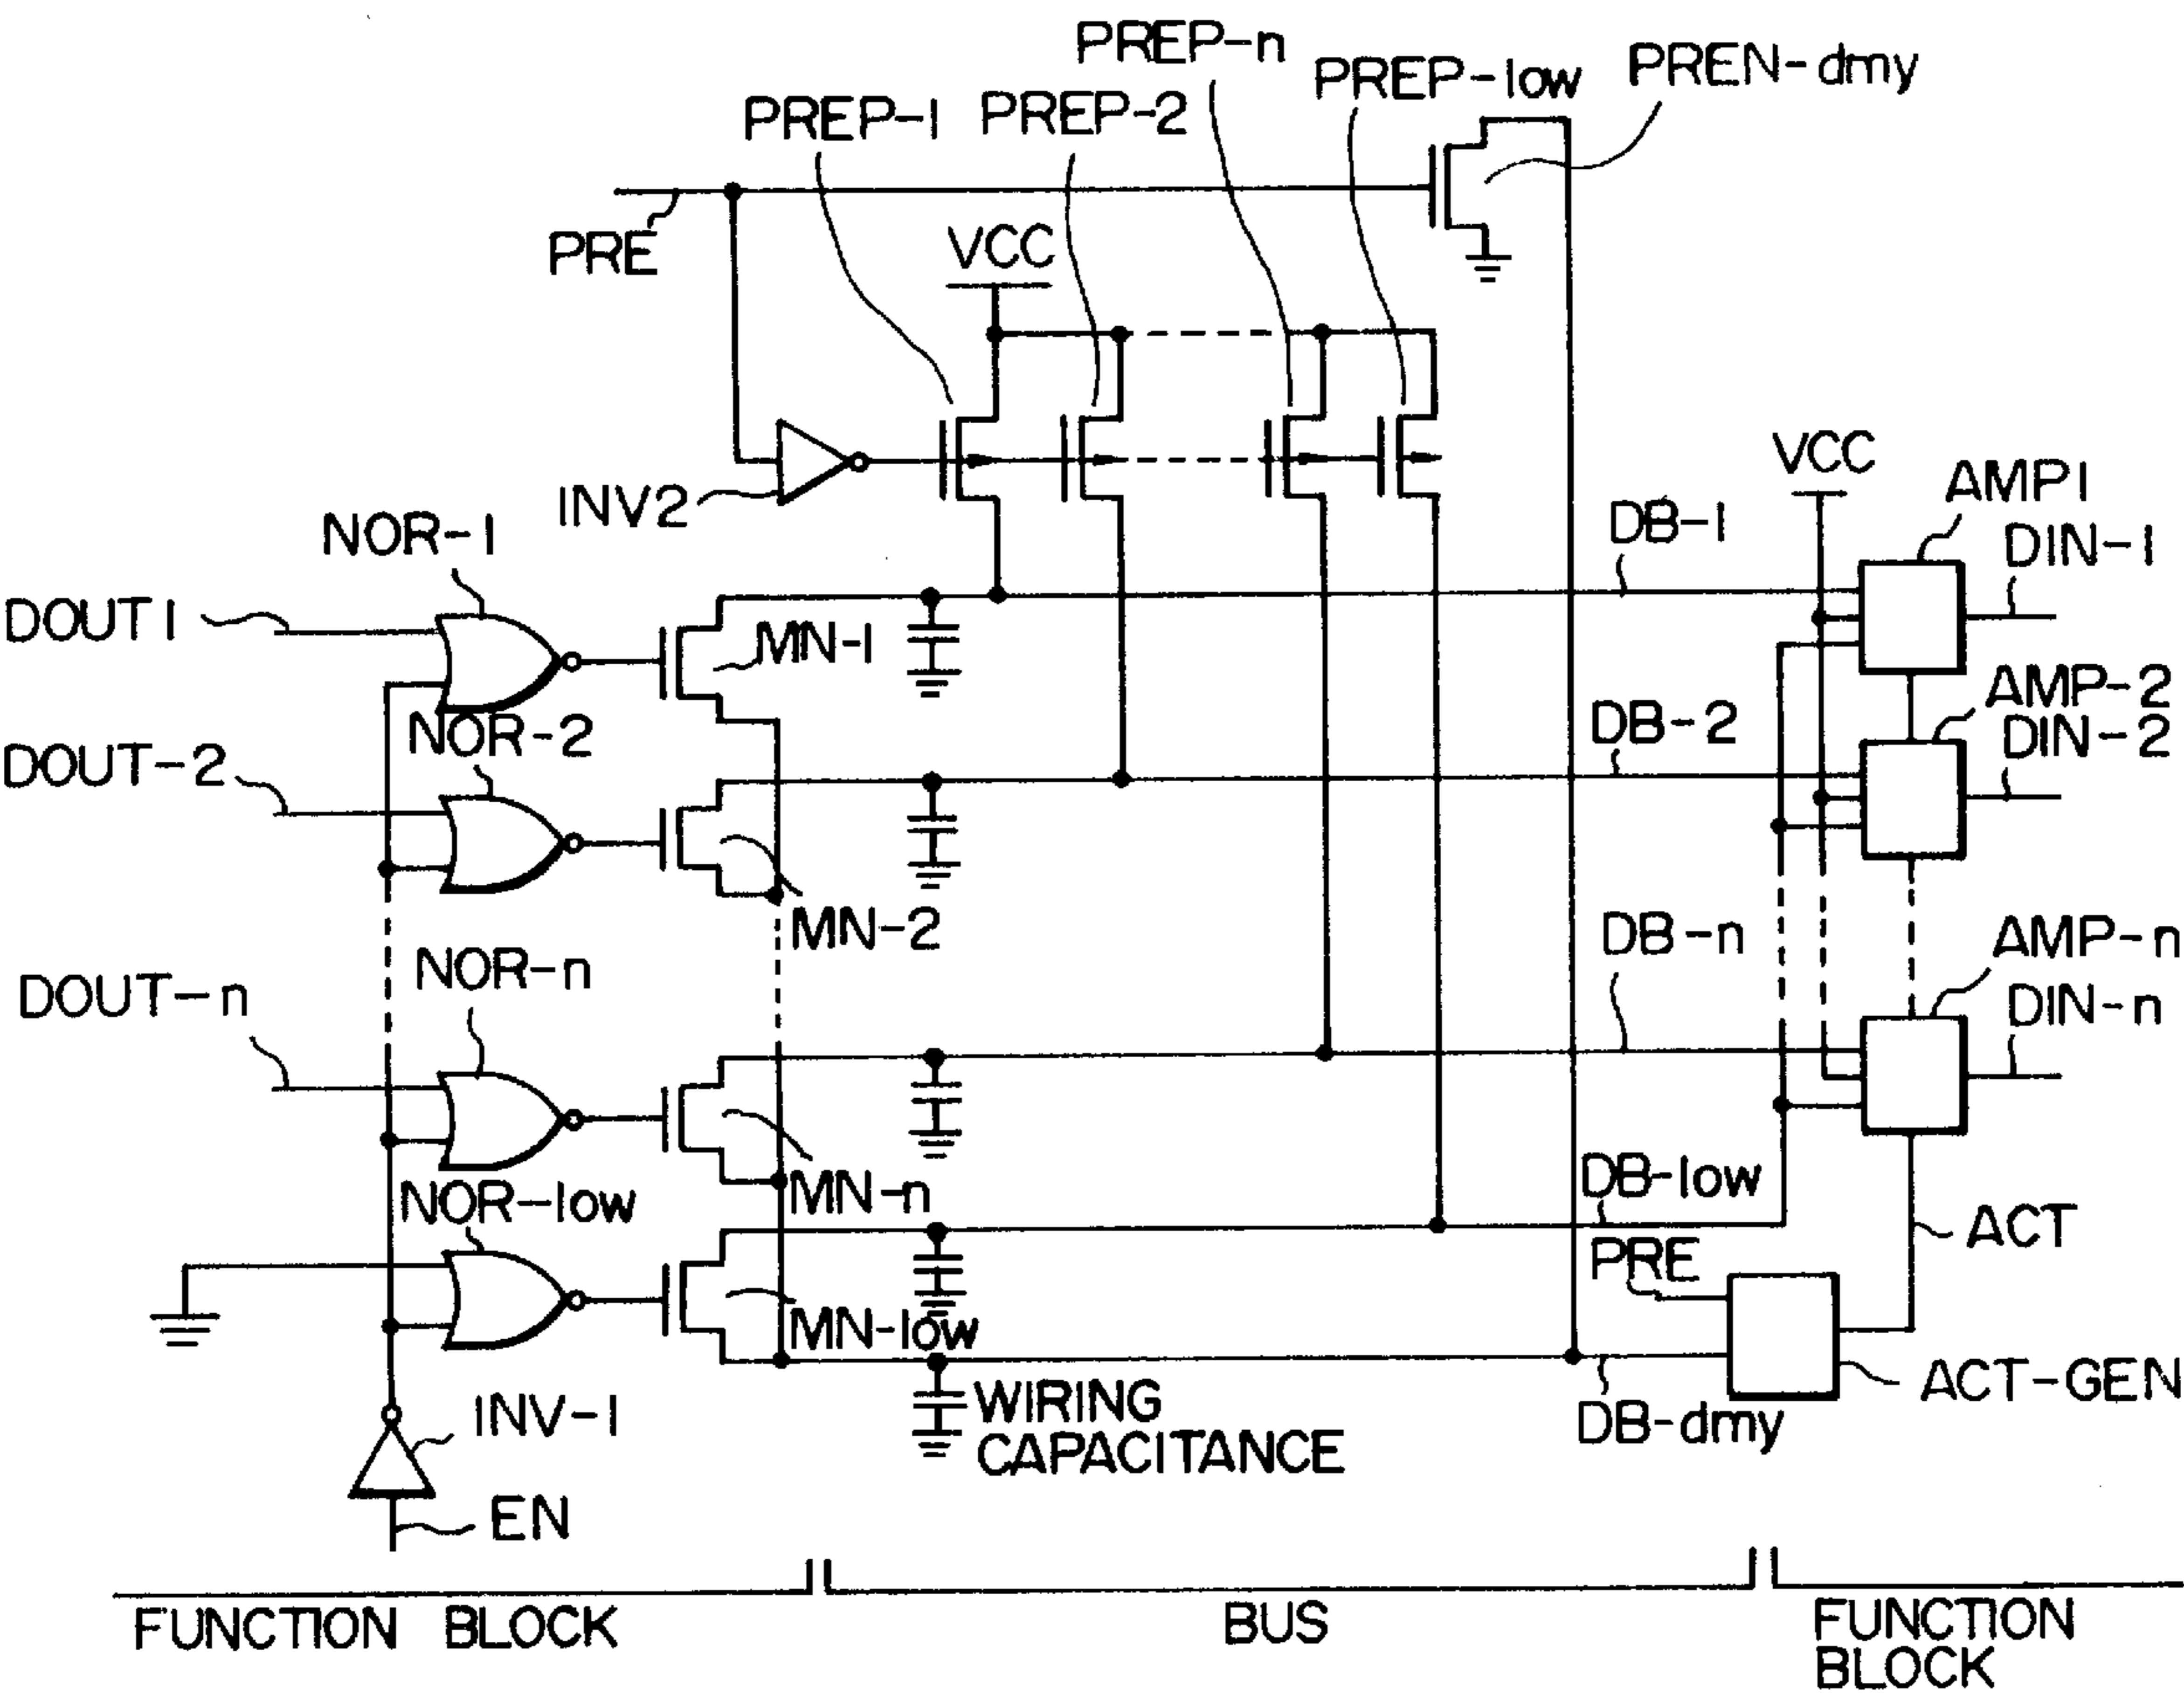 PREP-n
PREP-low
PREN-dmy
PREP-1
PREP-2
PRE
VCC
INV2
NOR-1
VCC
AMP1
DB-1
DIN-1
DOUT1
MN-1
AMP-2
NOR-2
DB-2
DIN-2
DOUT-2
MN-2
DB-n
AMP-n
NOR-n
DOUT-n
DIN-n
MN-n
DB-low
NOR-low
ACT
PRE
MN-low
WIRING
CAPACITANCE
ACT-GEN
INV-1
DB-dmy
EN
FUNCTION BLOCK
BUS
FUNCTION
BLOCK